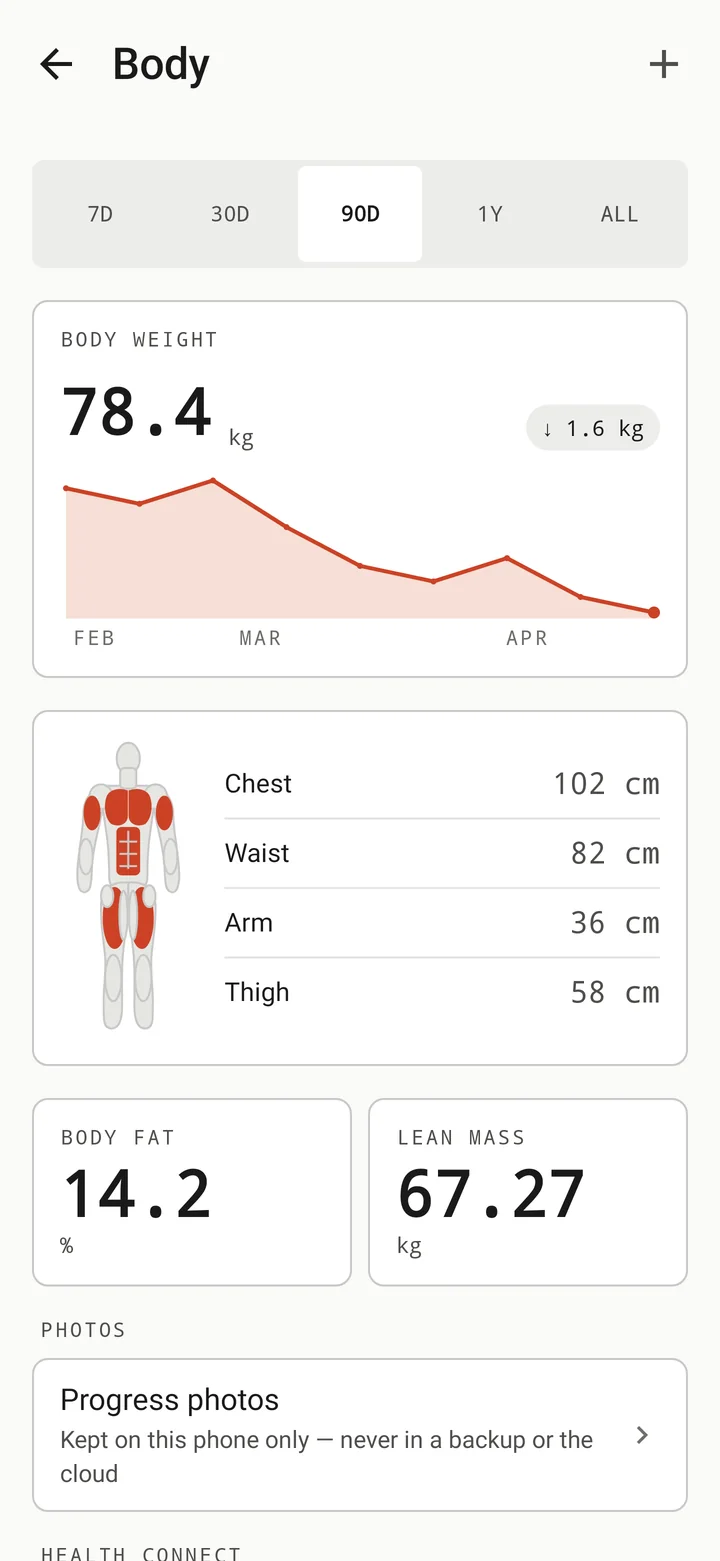 Body
7D 30D 90D 1Y ALL
BODY WEIGHT
78.4 kg
↓ 1.6 kg
FEB MAR APR
Chest 102 cm
Waist 82 cm
Arm 36 cm
Thigh 58 cm
BODY FAT
14.2
%
LEAN MASS
67.27
kg
PHOTOS
Progress photos
Kept on this phone only — never in a backup or the
cloud
HEALTH CONNECT